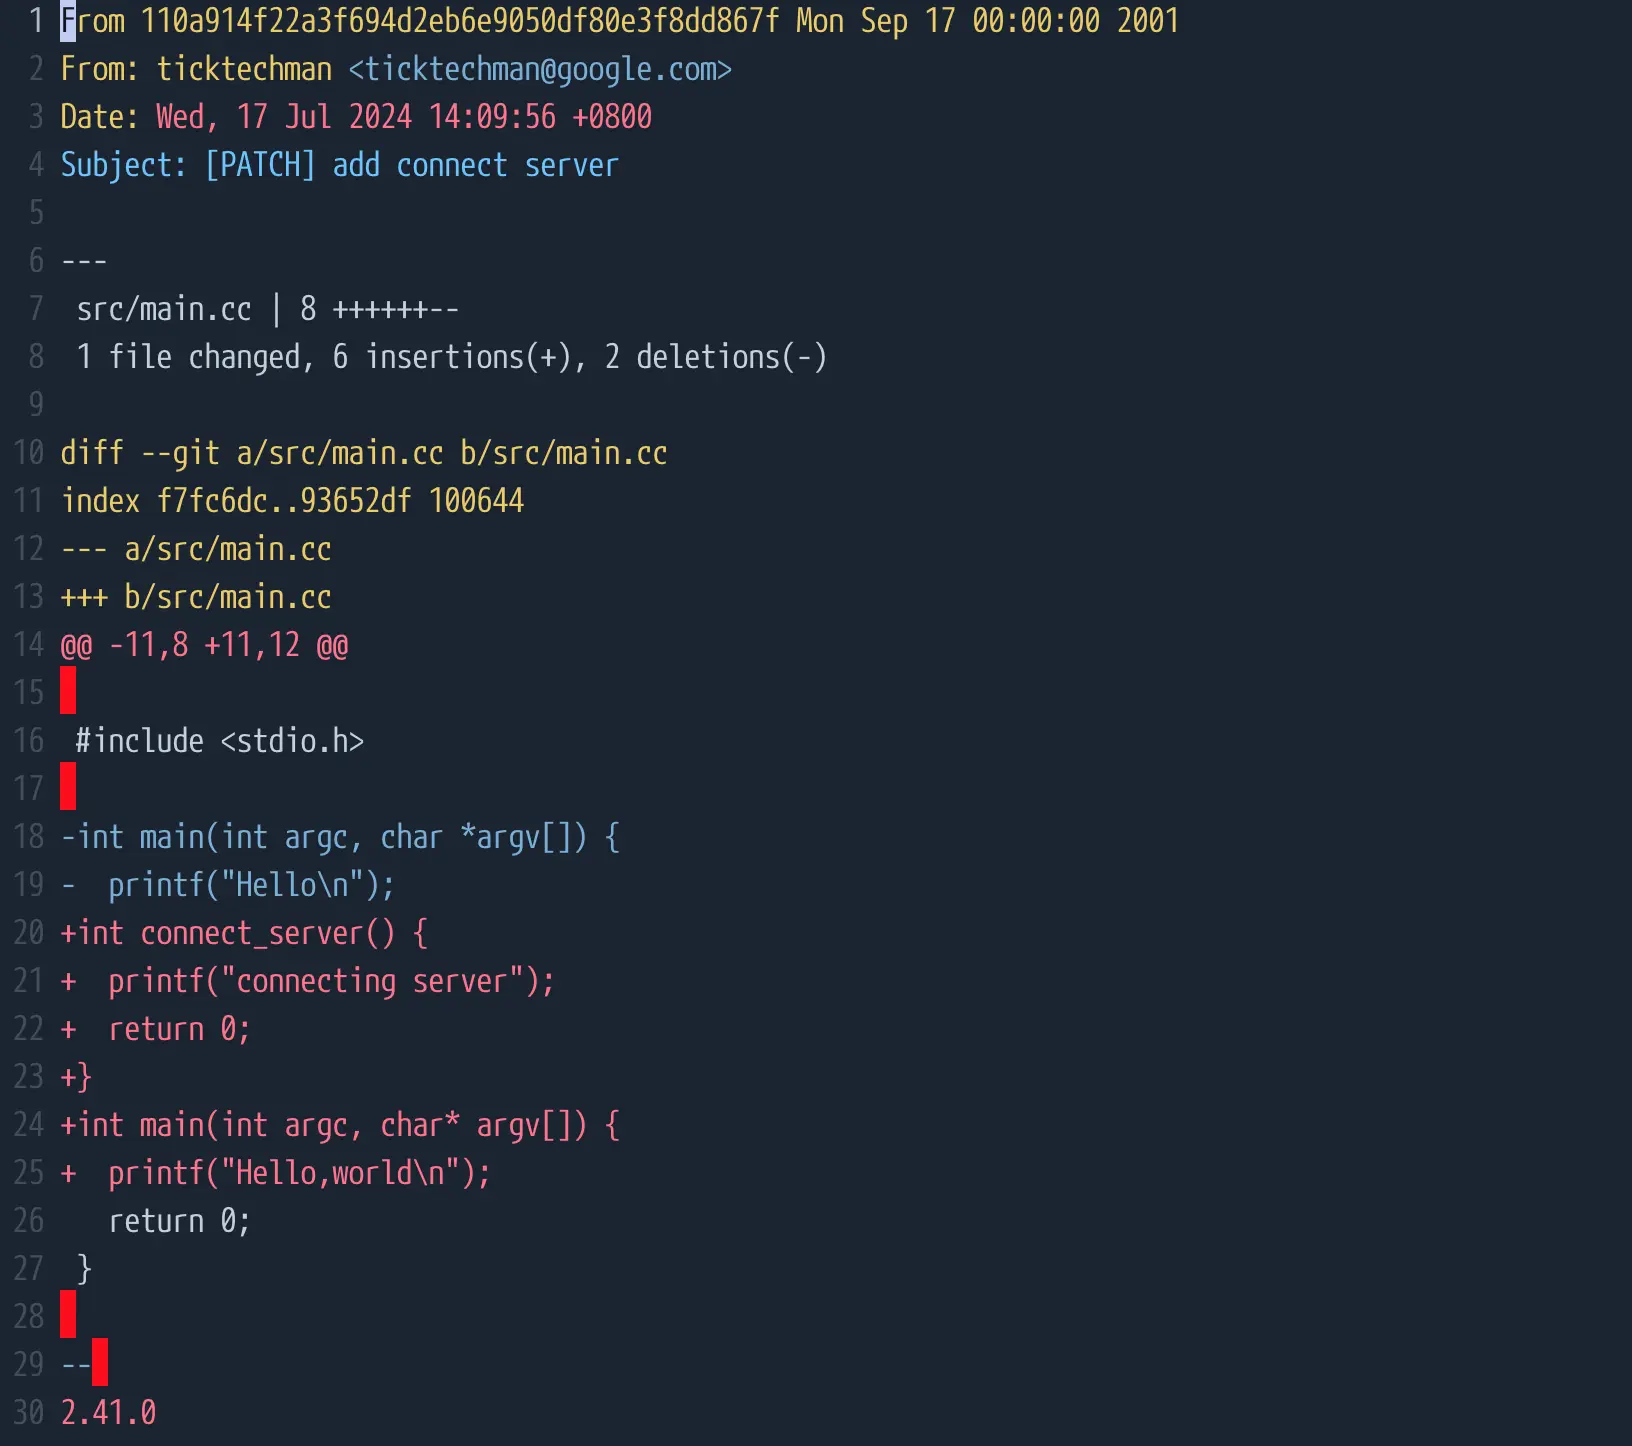 1 From 110a914f22a3f694d2eb6e9050df80e3f8dd867f Mon Sep 17 00:00:00 2001
2 From: ticktechman <ticktechman@google.com>
3 Date: Wed, 17 Jul 2024 14:09:56 +0800
4 Subject: [PATCH] add connect server
5
6 ---
7  src/main.cc | 8 ++++++--
8  1 file changed, 6 insertions(+), 2 deletions(-)
9
10 diff --git a/src/main.cc b/src/main.cc
11 index f7fc6dc..93652df 100644
12 --- a/src/main.cc
13 +++ b/src/main.cc
14 @@ -11,8 +11,12 @@
15
16  #include <stdio.h>
17
18 -int main(int argc, char *argv[]) {
19 -  printf("Hello\n");
20 +int connect_server() {
21 +  printf("connecting server");
22 +  return 0;
23 +}
24 +int main(int argc, char* argv[]) {
25 +  printf("Hello,world\n");
26    return 0;
27  }
28
29 --
30 2.41.0